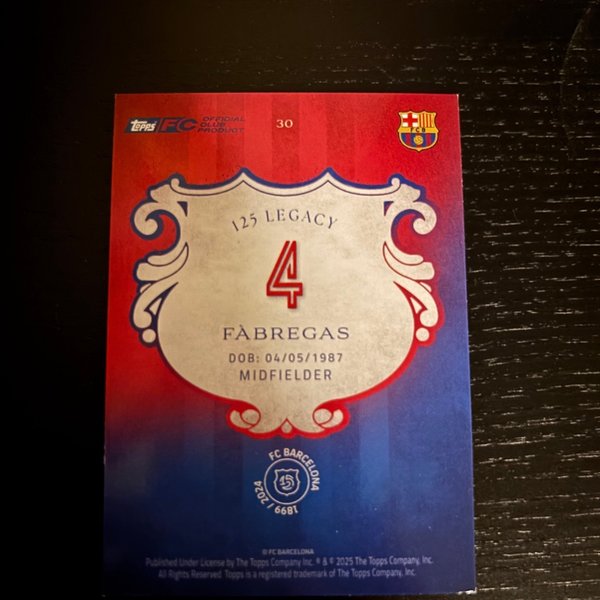 topps FC OFFICIAL
CLUB
PRODUCT
30
FCB
125 LEGACY
4
FÀBREGAS
DOB: 04/05/1987
MIDFIELDER
FC BARCELONA
125
1899 / 2024
© FC BARCELONA
Published Under License by The Topps Company Inc. ® & © 2025 The Topps Company, Inc.
All Rights Reserved. Topps is a registered trademark of The Topps Company, Inc.